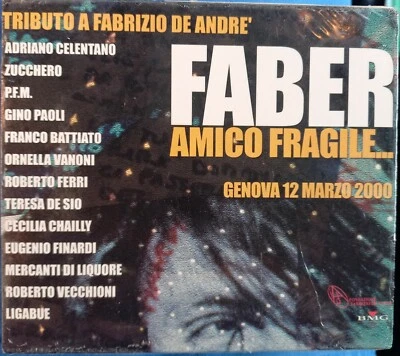 TRIBUTO A FABRIZIO DE ANDRE'
ADRIANO CELENTANO
ZUCCHERO
P.F.M.
GINO PAOLI
FRANCO BATTIATO
ORNELLA VANONI
ROBERTO FERRI
TERESA DE SIO
CECILIA CHAILLY
EUGENIO FINARDI
MERCANTI DI LIQUORE
ROBERTO VECCHIONI
LIGABUE
FABER
AMICO FRAGILE...
GENOVA 12 MARZO 2000
BMG